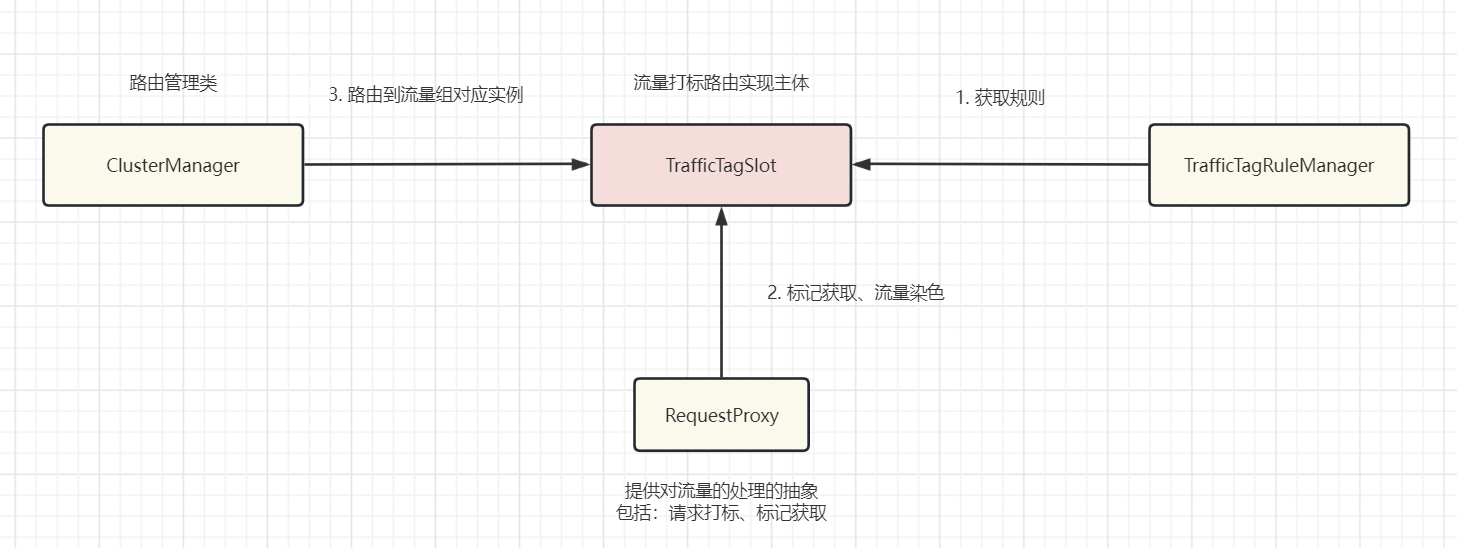 路由管理类
3. 路由到流量组对应实例
流量打标路由实现主体
1. 获取规则
ClusterManager
TrafficTagSlot
TrafficTagRuleManager
2. 标记获取、流量染色
RequestProxy
提供对流量的处理的抽象
包括：请求打标、标记获取